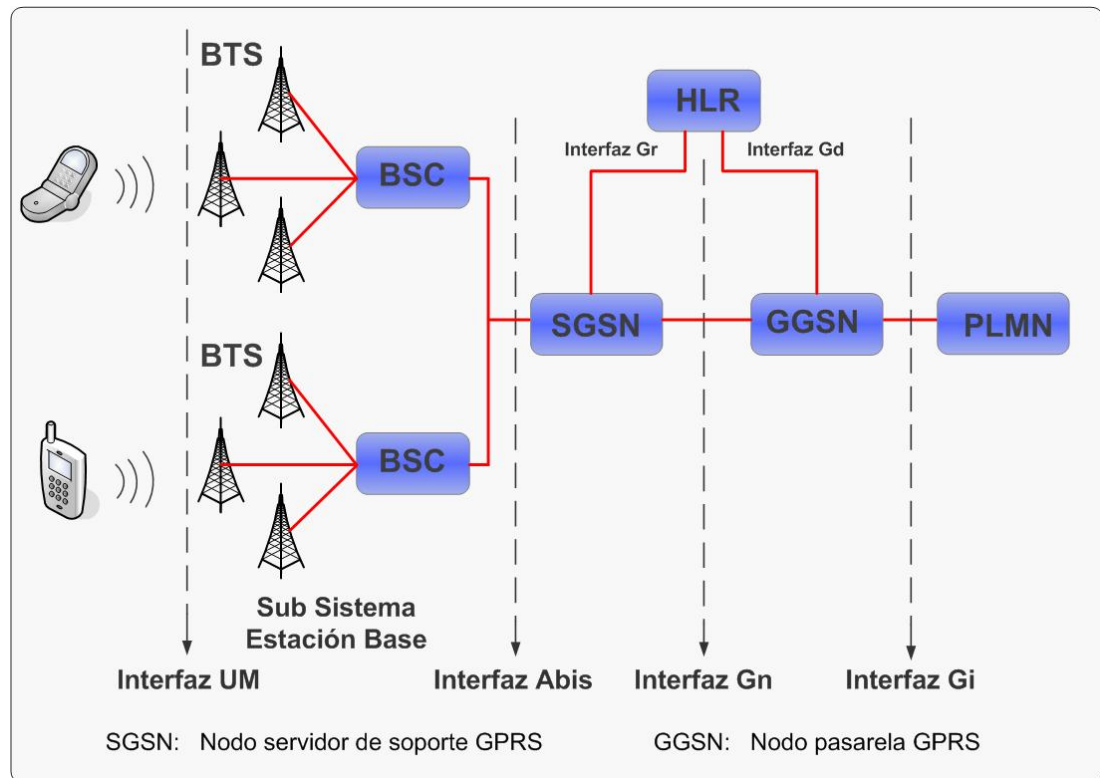 BTS
HLR
Interfaz Gr
Interfaz Gd
BSC
SGSN
GGSN
PLMN
BTS
BSC
Sub Sistema
Estación Base
Interfaz UM
Interfaz Abis
Interfaz Gn
Interfaz Gi
SGSN: Nodo servidor de soporte GPRS
GGSN: Nodo pasarela GPRS